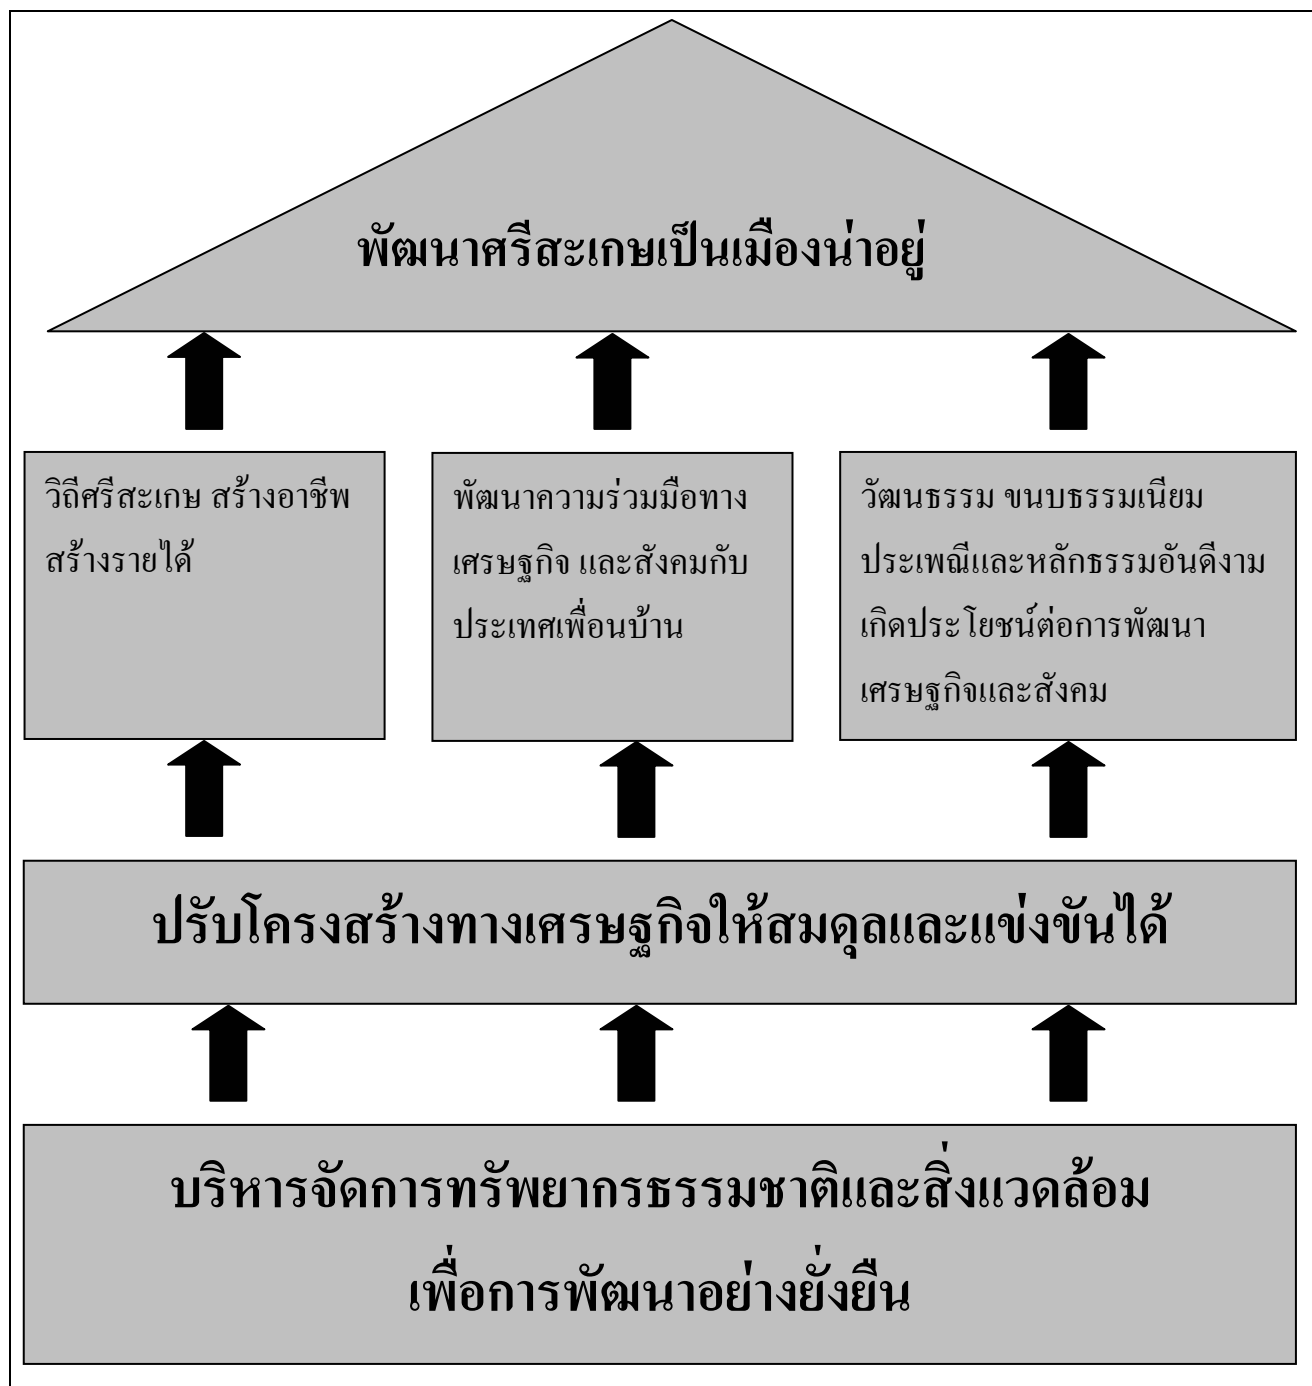 พัฒนาศรีสะเกษเป็นเมืองน่าอยู่
วิถีศรีสะเกษ สร้างอาชีพ
สร้างรายได้
พัฒนาความร่วมมือทาง
เศรษฐกิจ และสังคมกับ
ประเทศเพื่อนบ้าน
วัฒนธรรม ขนบธรรมเนียม
ประเพณีและหลักธรรมอันดีงาม
เกิดประโยชน์ต่อการพัฒนา
เศรษฐกิจและสังคม
ปรับโครงสร้างทางเศรษฐกิจให้สมดุลและแข่งขันได้
บริหารจัดการทรัพยากรธรรมชาติและสิ่งแวดล้อม
เพื่อการพัฒนาอย่างยั่งยืน